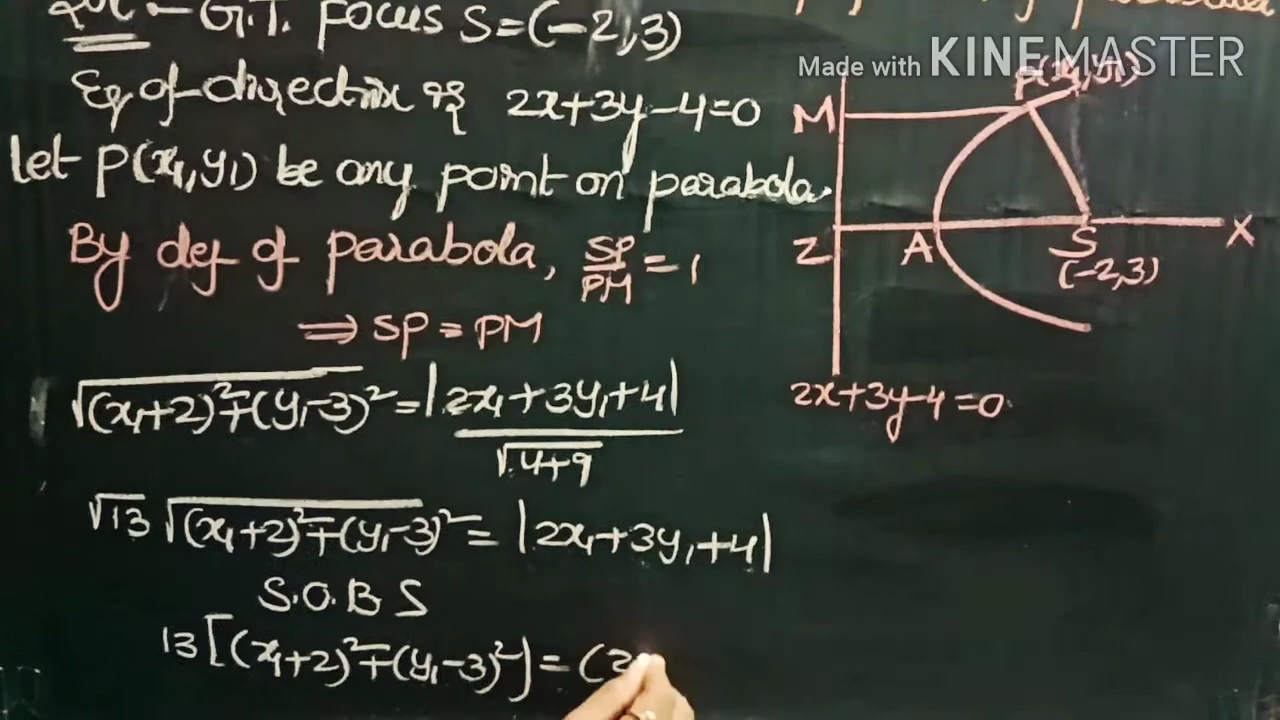 G.T. Focus S=(-2,3)
Eq of directrix is 2x+3y-4=0
let P(x₁,y₁) be any point on parabola.
By def of parabola, SP/PM = 1
⇒ SP = PM
√(x₁+2)²+(y₁-3)² = |2x₁+3y₁+4|
√4+9
√13 √(x₁+2)²+(y₁-3)² = |2x₁+3y₁+4|
S.O.B S
13[(x₁+2)²+(y₁-3)²] = (2
Made with KINEMASTER
P(x₁,y₁)
M
Z A S X
(-2,3)
2x+3y-4=0